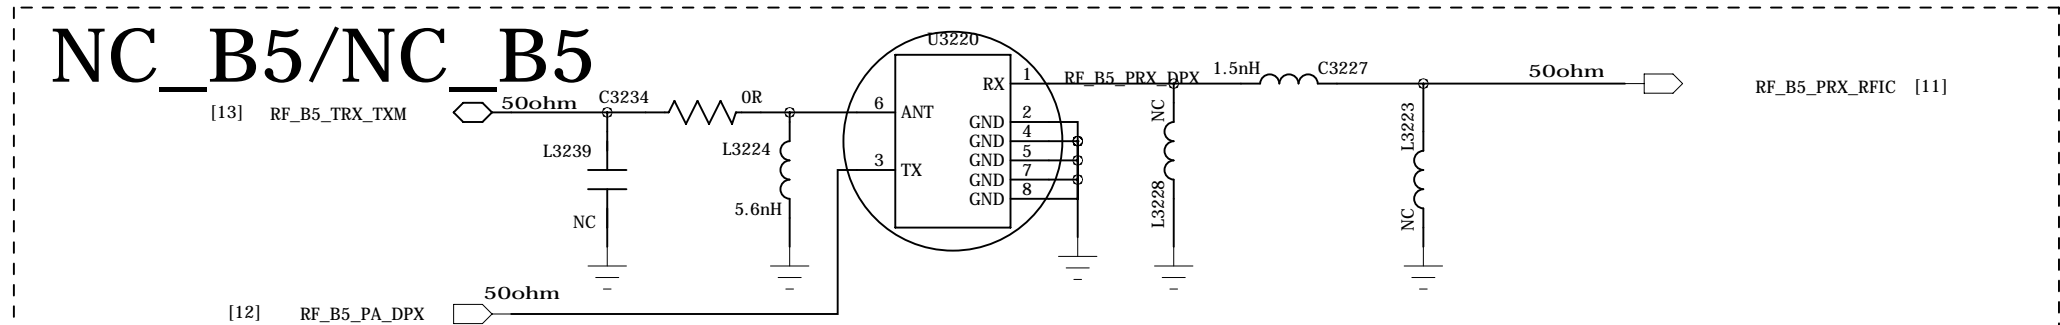 NC_B5/NC_B5
U3220
[13] RF_B5_TRX_TXM
50ohm
C3234
0R
L3239
NC
L3224
5.6nH
6 ANT
3 TX
RX 1
GND 2
GND 4
GND 5
GND 7
GND 8
RF_B5_PRX_DPX
NC
L3228
1.5nH
C3227
L3223
NC
50ohm
RF_B5_PRX_RFIC [11]
[12] RF_B5_PA_DPX
50ohm